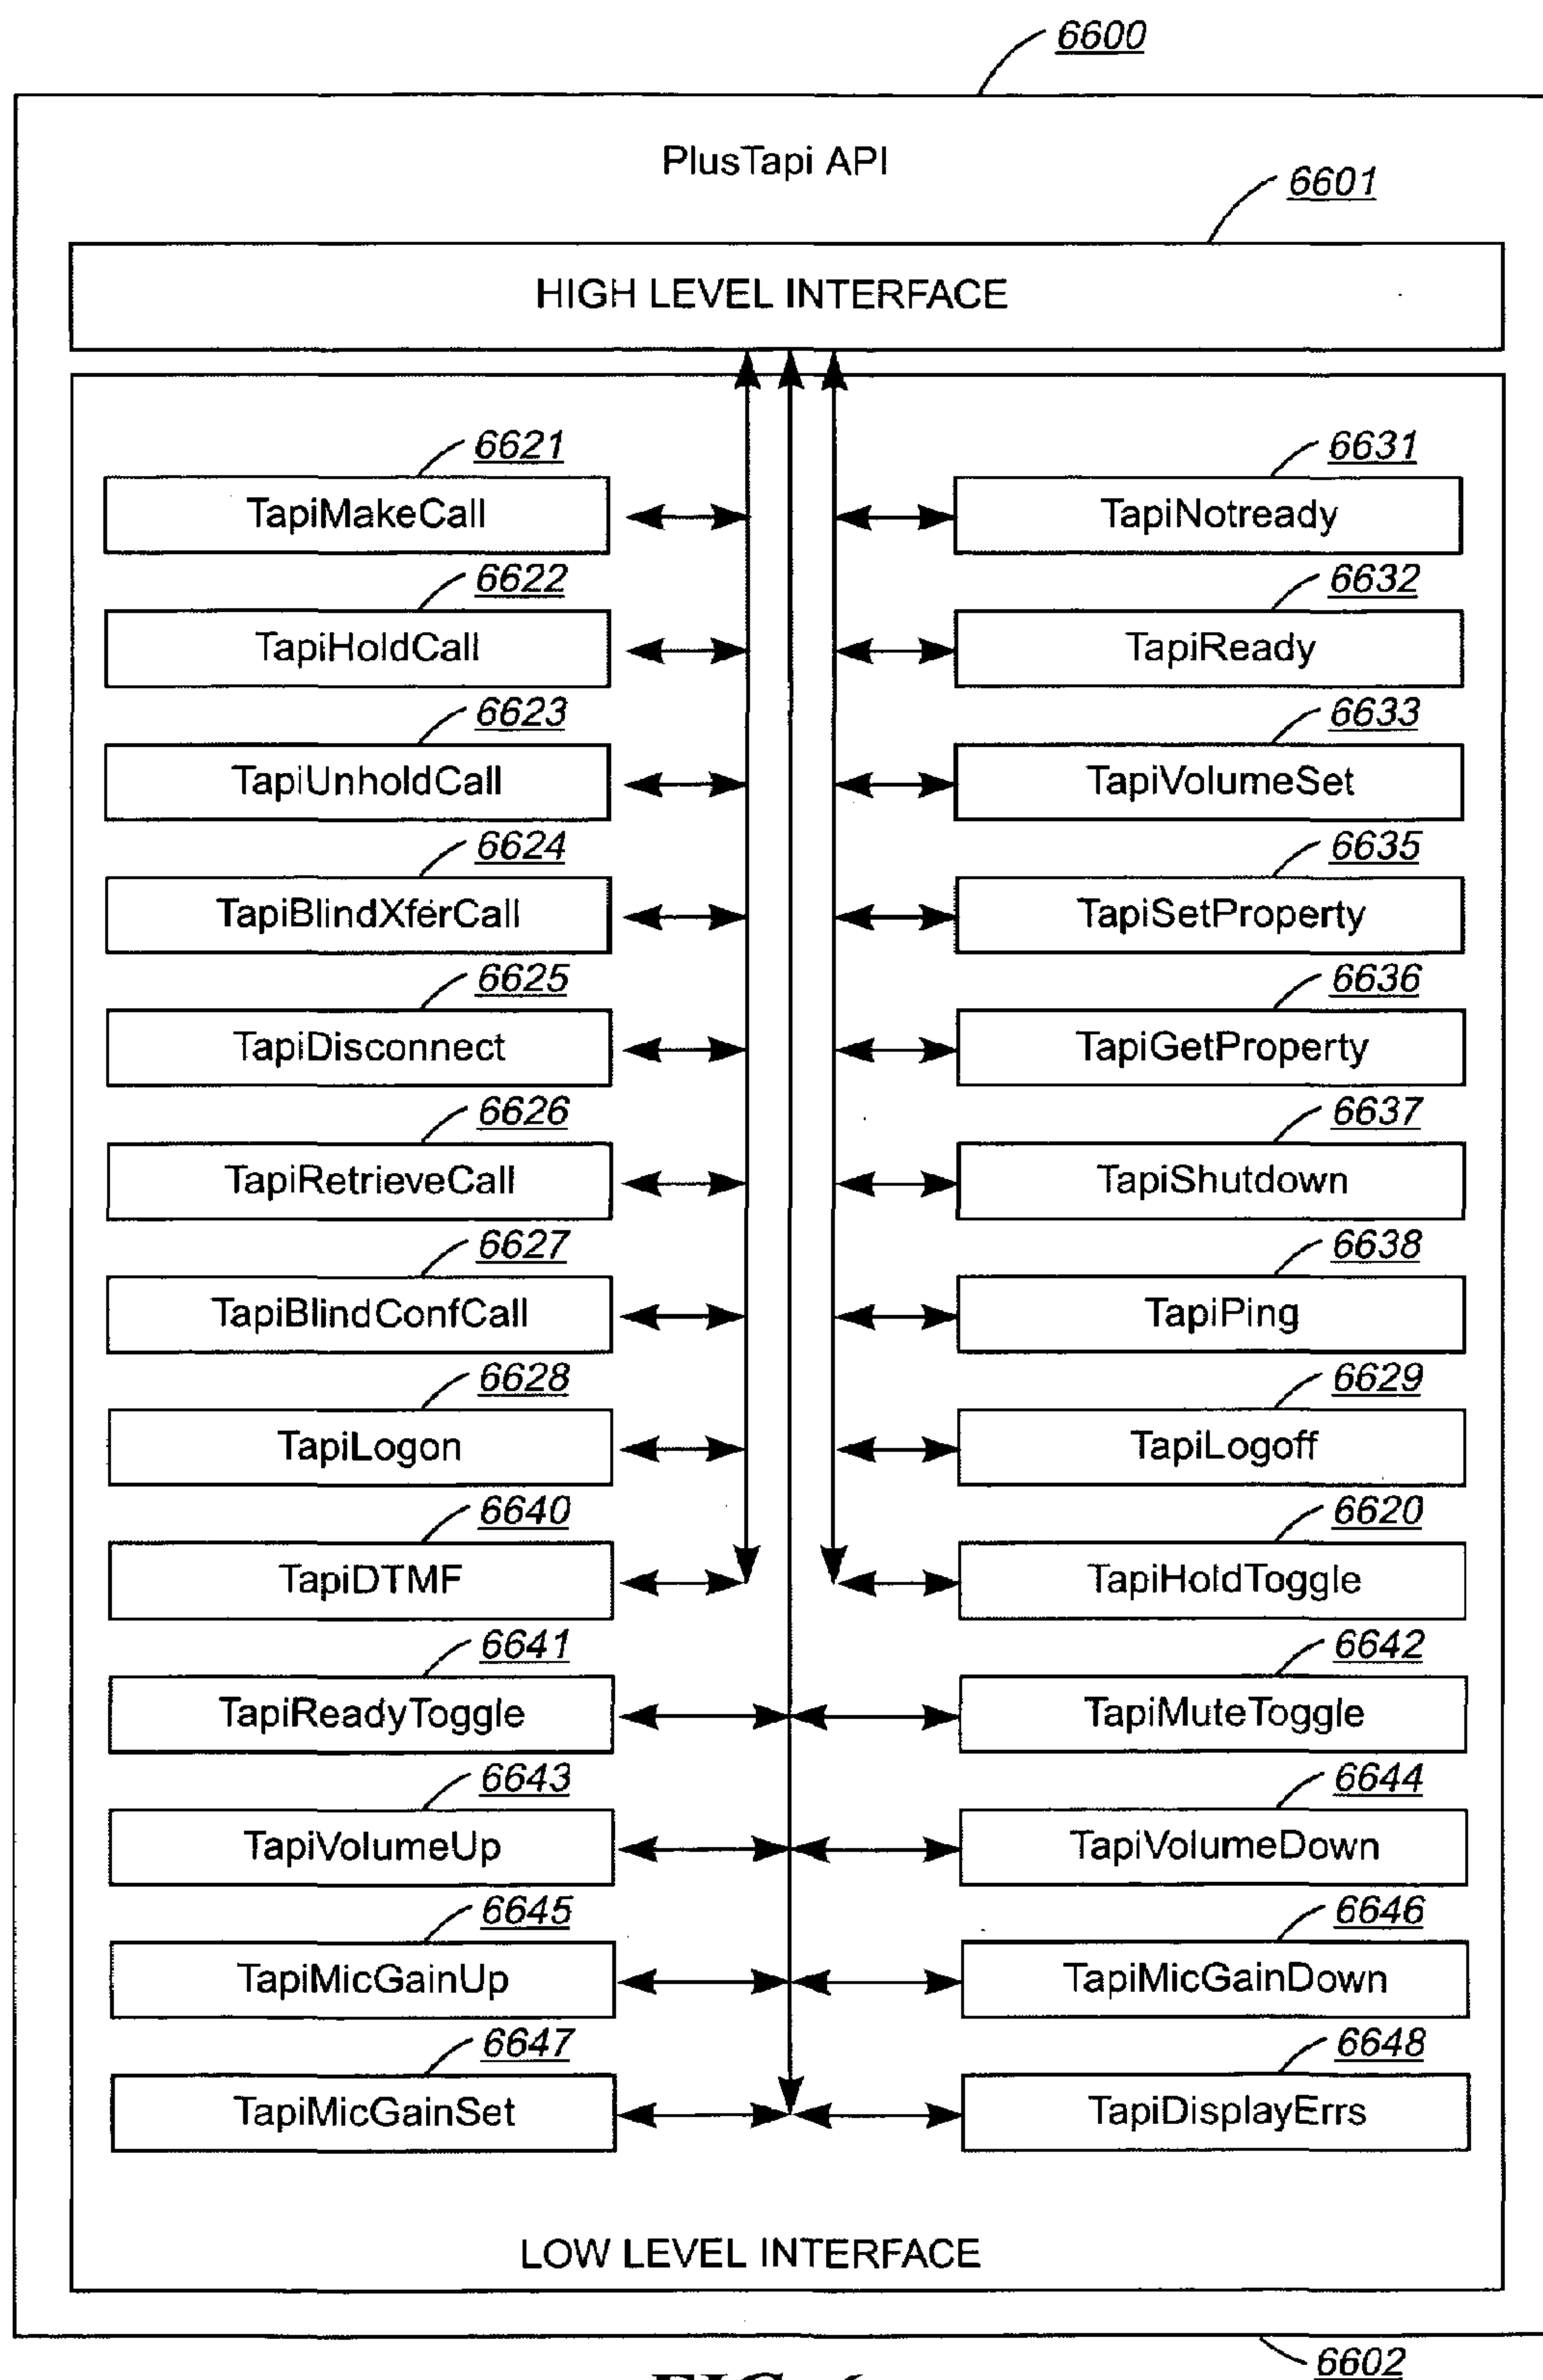 6600
PlusTapi API
6601
HIGH LEVEL INTERFACE
6621 6631
TapiMakeCall TapiNotready
6622 6632
TapiHoldCall TapiReady
6623 6633
TapiUnholdCall TapiVolumeSet
6624 6635
TapiBlindXferCall TapiSetProperty
6625 6636
TapiDisconnect TapiGetProperty
6626 6637
TapiRetrieveCall TapiShutdown
6627 6638
TapiBlindConfCall TapiPing
6628 6629
TapiLogon TapiLogoff
6640 6620
TapiDTMF TapiHoldToggle
6641 6642
TapiReadyToggle TapiMuteToggle
6643 6644
TapiVolumeUp TapiVolumeDown
6645 6646
TapiMicGainUp TapiMicGainDown
6647 6648
TapiMicGainSet TapiDisplayErrs
LOW LEVEL INTERFACE
6602